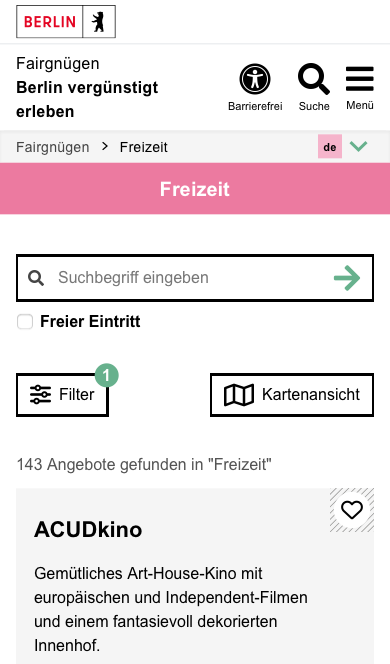 BERLIN
Fairgnügen
Berlin vergünstigt
erleben
Barrierefrei
Suche
Menü
Fairgnügen > Freizeit
de
Freizeit
Suchbegriff eingeben
Freier Eintritt
Filter
1
Kartenansicht
143 Angebote gefunden in "Freizeit"
ACUDkino
Gemütliches Art-House-Kino mit
europäischen und Independent-Filmen
und einem fantasievoll dekorierten
Innenhof.